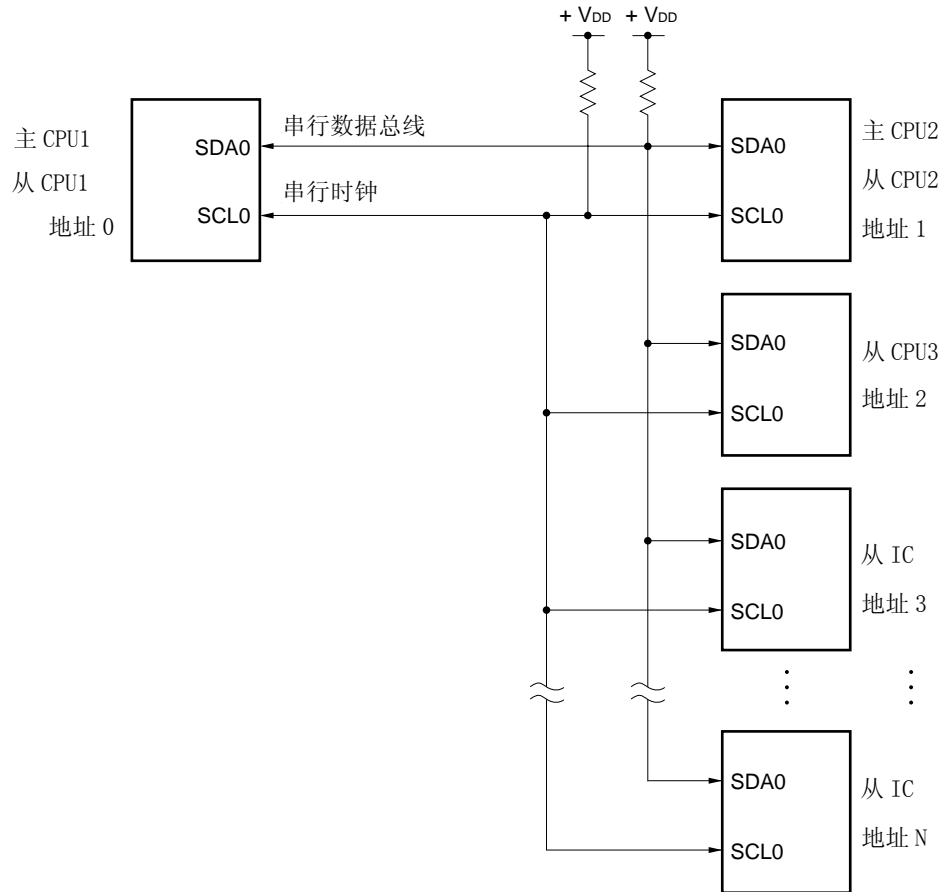 + VDD + VDD
主 CPU1
从 CPU1
地址 0
SDA0
SCL0
串行数据总线
串行时钟
SDA0
SCL0
主 CPU2
从 CPU2
地址 1
SDA0
SCL0
从 CPU3
地址 2
SDA0
SCL0
从 IC
地址 3
SDA0
SCL0
从 IC
地址 N